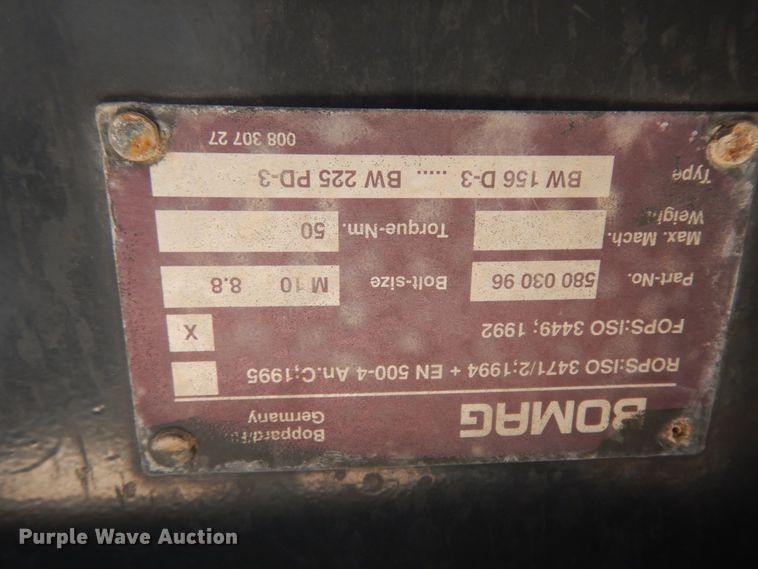 BOMAG
Germany
ROPS:ISO 3471/2;1994 + EN 500-4 An.C;1995
FOPS:ISO 3449; 1992 X
Part-No. 580 030 96 Bolt-size M 10 8.8
Max. Mach. Weight Torque-Nm. 50
Type BW 156 D-3 ..... BW 225 PD-3
008 307 27
Purple Wave Auction